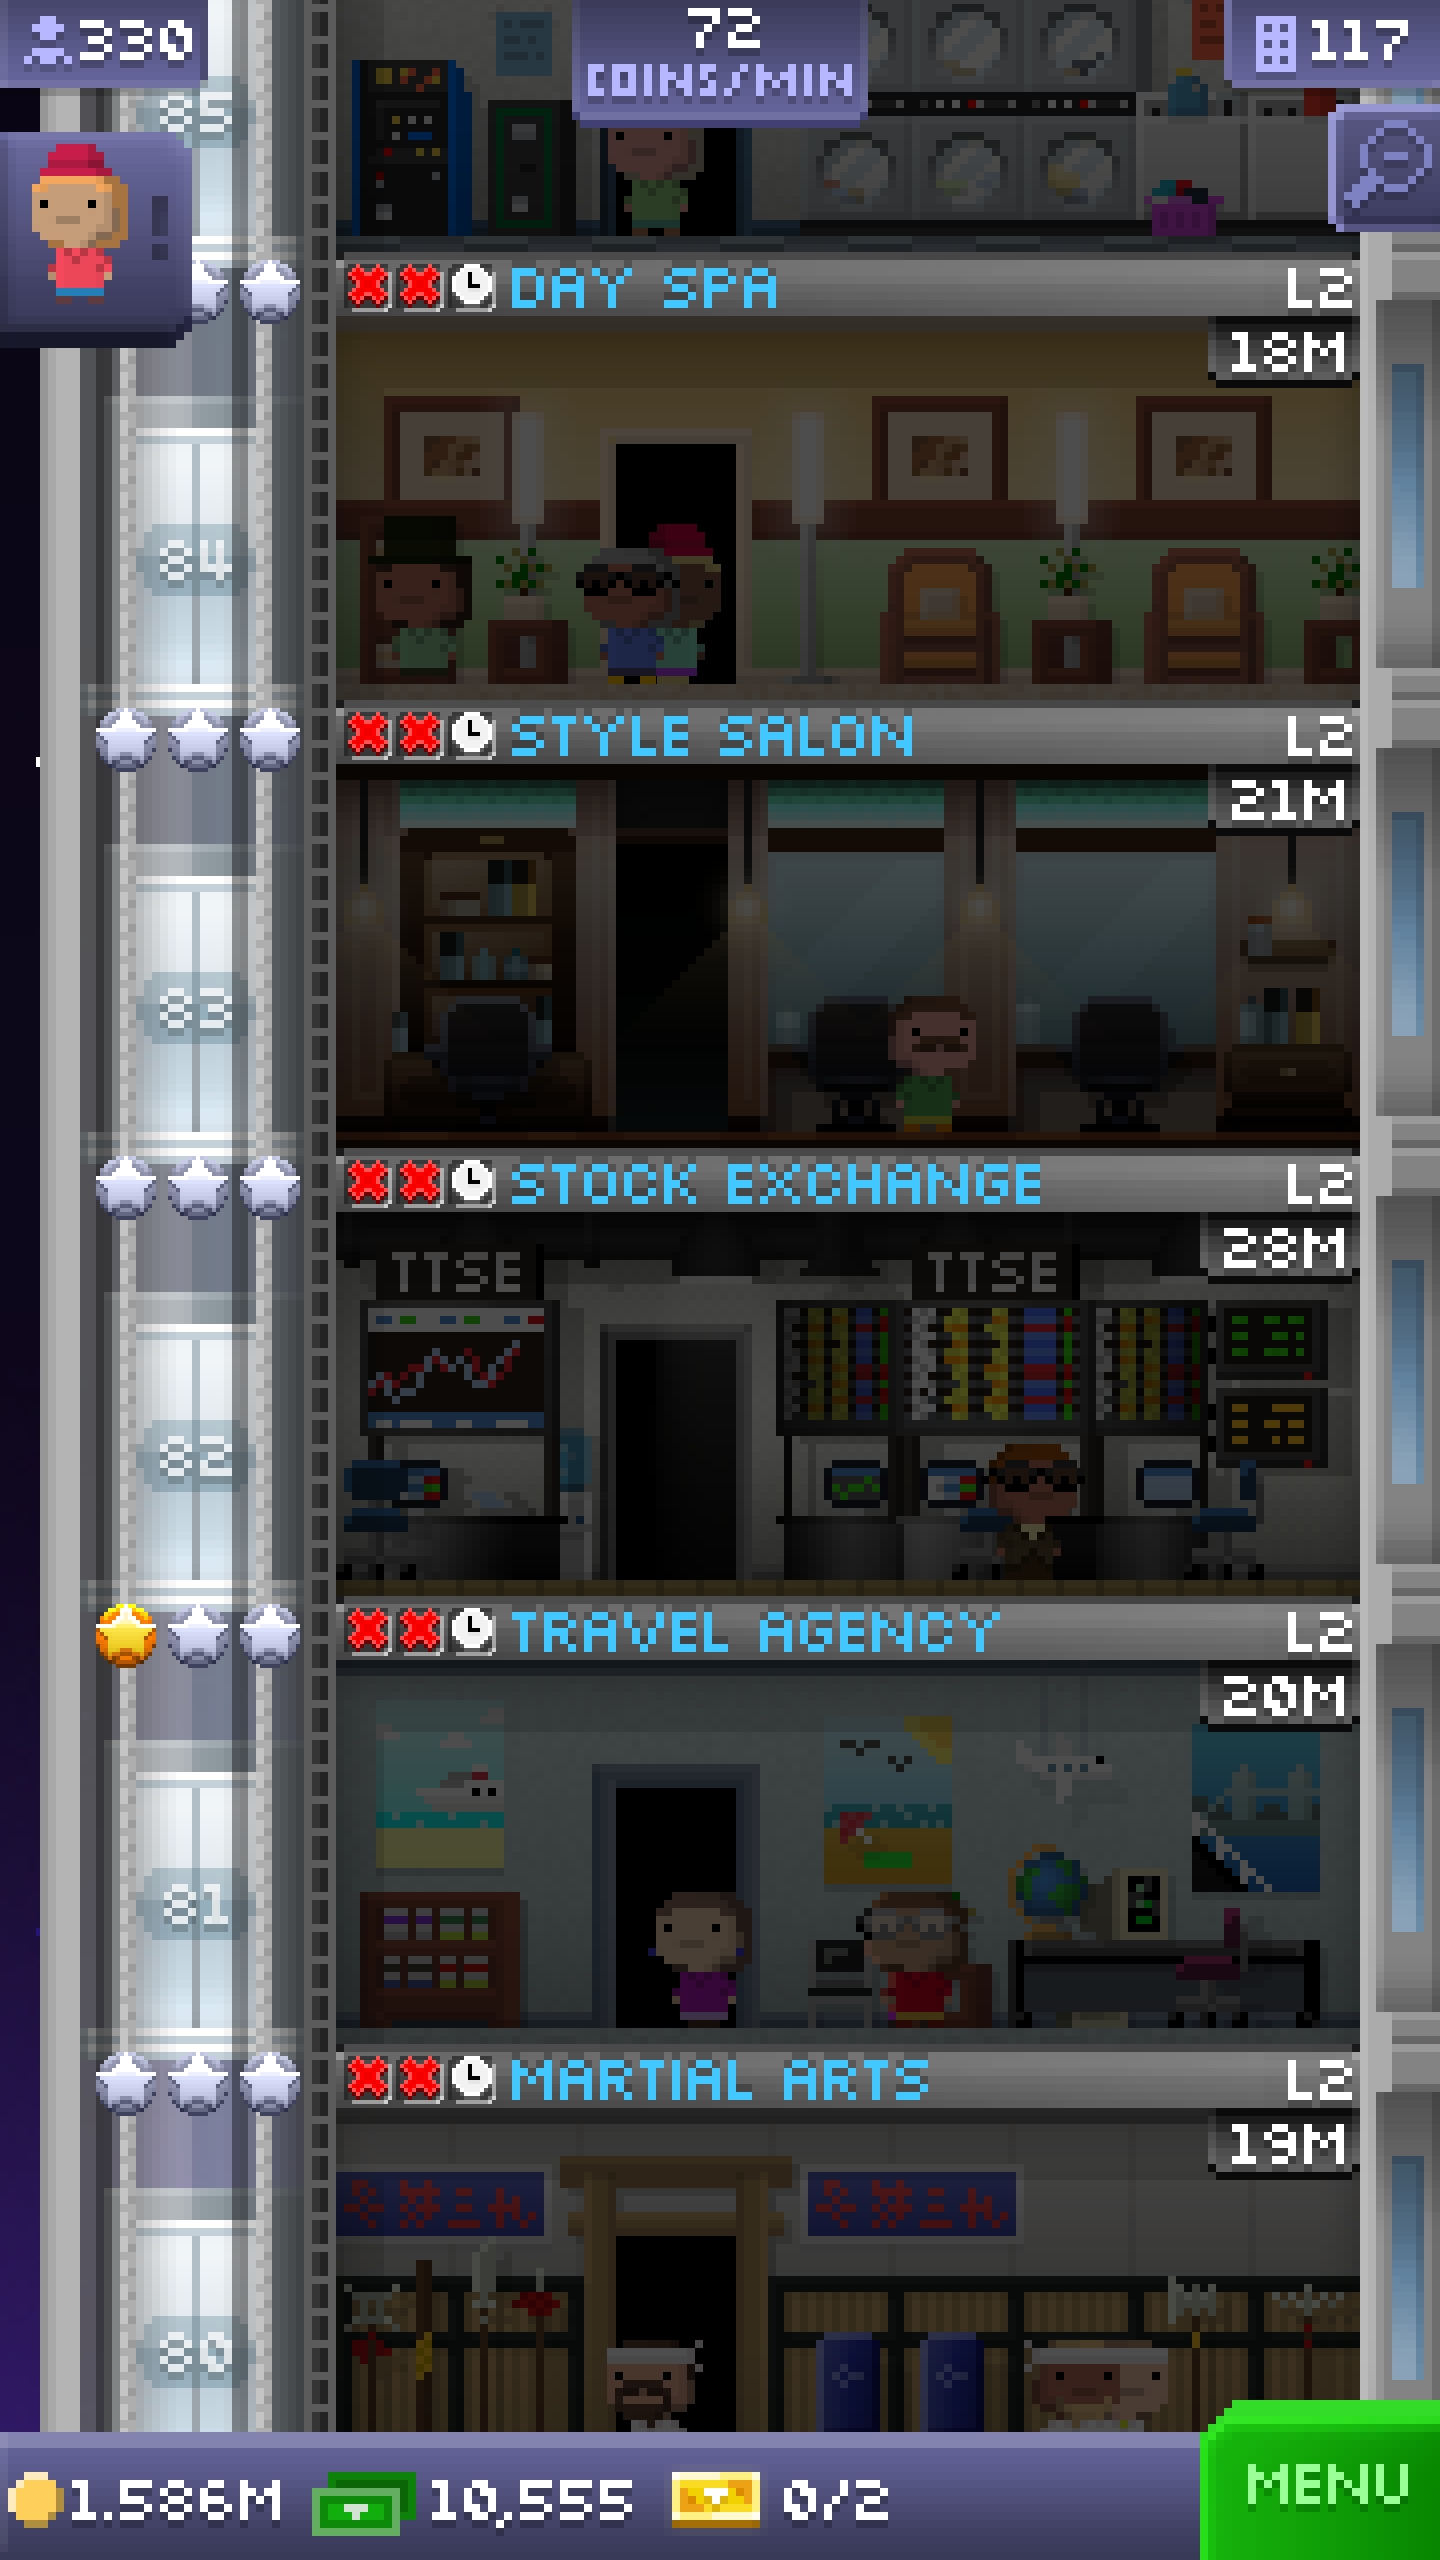 330
72
COINS/MIN
117
85
DAY SPA
L2
18M
84
STYLE SALON
L2
21M
83
STOCK EXCHANGE
L2
28M
TTSE
TTSE
82
TRAVEL AGENCY
L2
20M
81
MARTIAL ARTS
L2
19M
80
1.586M
10,555
0/2
MENU